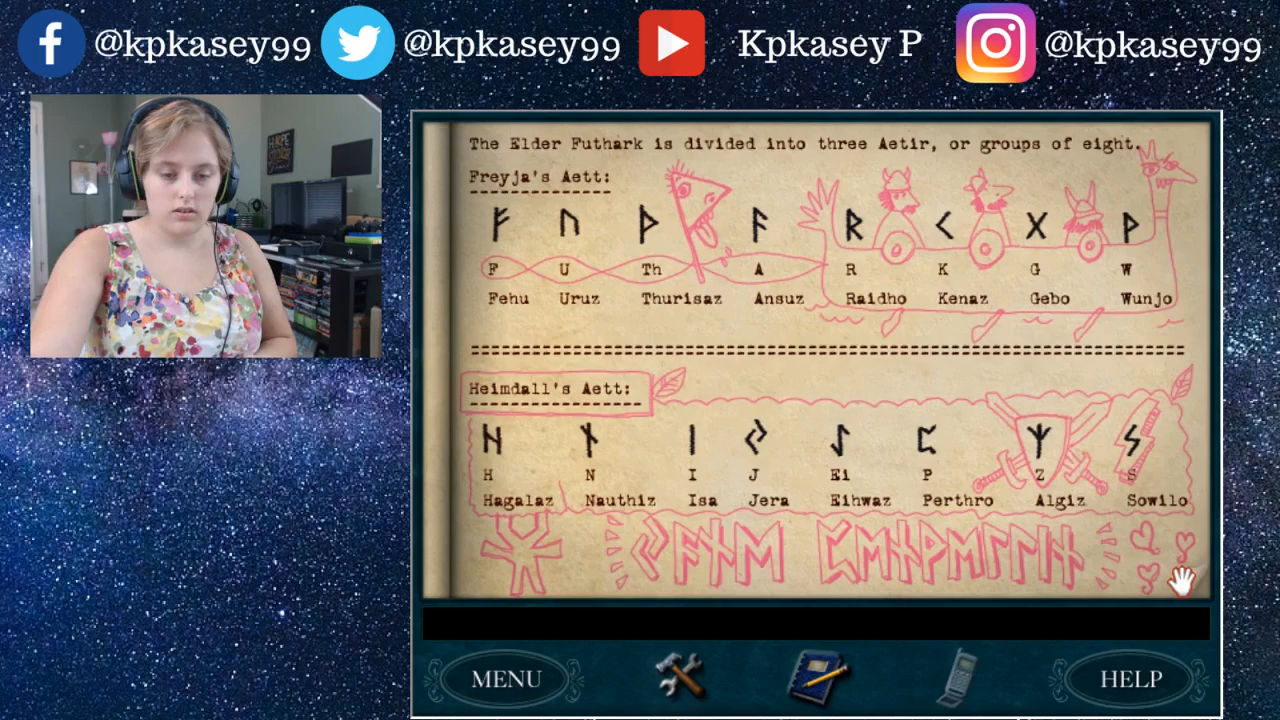 @kpkasey99 @kpkasey99 Kpkasey P @kpkasey99
The Elder Futhark is divided into three Aetir, or groups of eight.
Freyja's Aett:
ᚠ ᚢ ᚦ ᚨ ᚱ ᚲ ᚷ ᚹ
F U Th A R K G W
Fehu Uruz Thurisaz Ansuz Raidho Kenaz Gebo Wunjo
Heimdall's Aett:
ᚺ ᚾ ᛁ ᛃ ᛇ ᛈ ᛉ ᛊ
H N I J Ei P Z S
Hagalaz Nauthiz Isa Jera Eihwaz Perthro Algiz Sowilo
ᛃᚨᚾᛖ ᛈᛖᚾᚹᛖᛚᛚᛁᚾ
MENU HELP